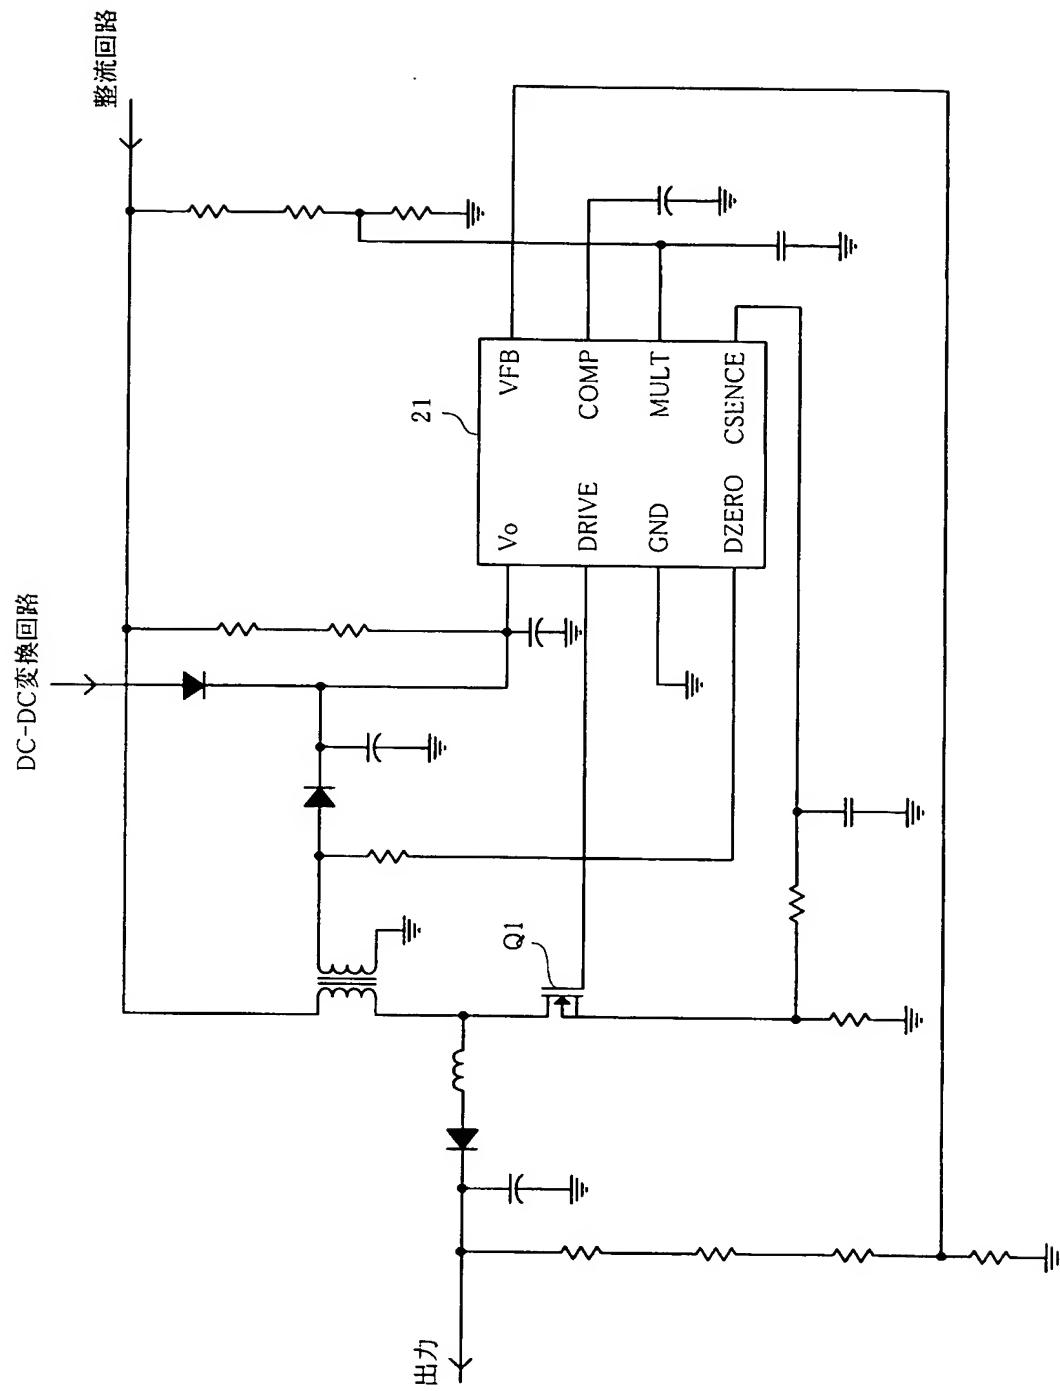 整流回路
DC-DC変換回路
21
Vo
VFB
DRIVE
COMP
GND
MULT
DZERO
CSENCE
Q1
出力